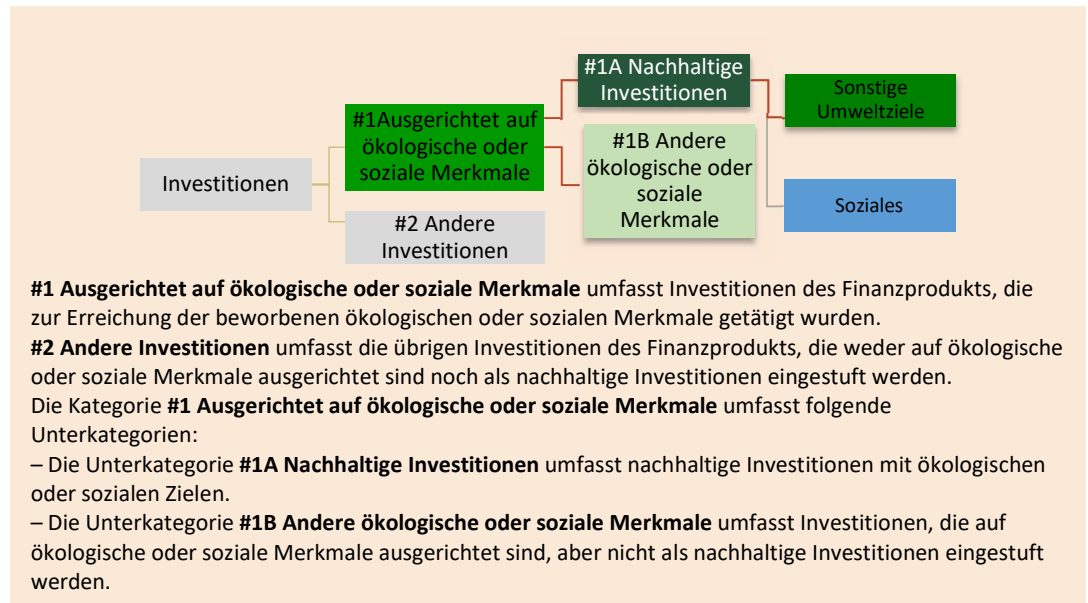 #1A Nachhaltige
Investitionen
Sonstige
Umweltziele
#1Ausgerichtet auf
ökologische oder
soziale Merkmale
#1B Andere
ökologische oder
soziale
Merkmale
Investitionen
Soziales
#2 Andere
Investitionen
#1 Ausgerichtet auf ökologische oder soziale Merkmale umfasst Investitionen des Finanzprodukts, die
zur Erreichung der beworbenen ökologischen oder sozialen Merkmale getätigt wurden.
#2 Andere Investitionen umfasst die übrigen Investitionen des Finanzprodukts, die weder auf ökologische
oder soziale Merkmale ausgerichtet sind noch als nachhaltige Investitionen eingestuft werden.
Die Kategorie #1 Ausgerichtet auf ökologische oder soziale Merkmale umfasst folgende
Unterkategorien:
– Die Unterkategorie #1A Nachhaltige Investitionen umfasst nachhaltige Investitionen mit ökologischen
oder sozialen Zielen.
– Die Unterkategorie #1B Andere ökologische oder soziale Merkmale umfasst Investitionen, die auf
ökologische oder soziale Merkmale ausgerichtet sind, aber nicht als nachhaltige Investitionen eingestuft
werden.